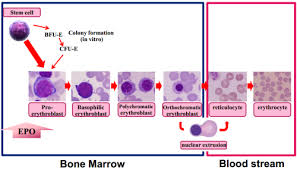 Stem cell
BFU-E
Colony formation
(in vitro)
CFU-E
Pro-
erythroblast
Basophilic
erythroblast
Polychromatic
erythroblast
Orthochromatic
erythroblast
reticulocyte
erythrocyte
EPO
nuclear extrusion
Bone Marrow
Blood stream